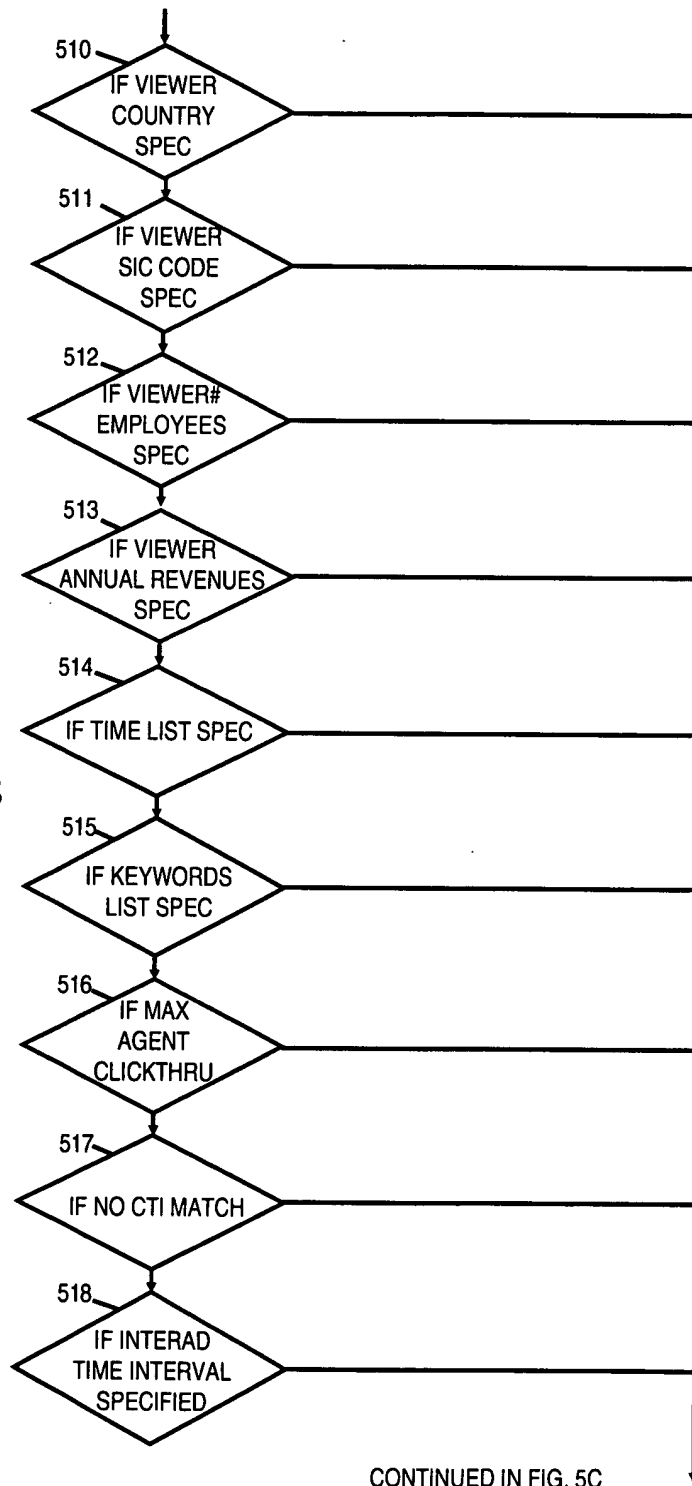 510
IF VIEWER
COUNTRY
SPEC
511
IF VIEWER
SIC CODE
SPEC
512
IF VIEWER#
EMPLOYEES
SPEC
513
IF VIEWER
ANNUAL REVENUES
SPEC
514
IF TIME LIST SPEC
515
IF KEYWORDS
LIST SPEC
516
IF MAX
AGENT
CLICKTHRU
517
IF NO CTI MATCH
518
IF INTERAD
TIME INTERVAL
SPECIFIED
CONTINUED IN FIG. 5C